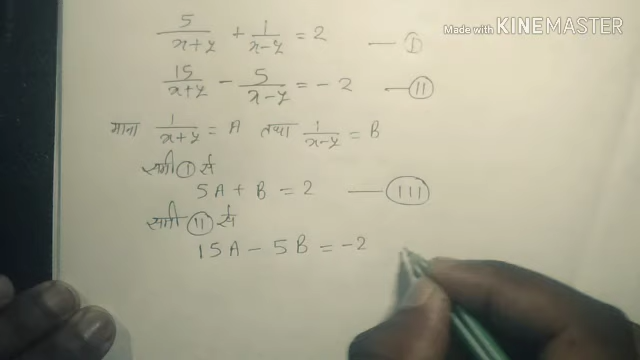 Made with KINEMASTER
5/(x+y) + 1/(x-y) = 2 — I
15/(x+y) - 5/(x-y) = -2 — II
माना 1/(x+y) = A तथा 1/(x-y) = B
समी I से
5A + B = 2 — III
समी II से
15A - 5B = -2